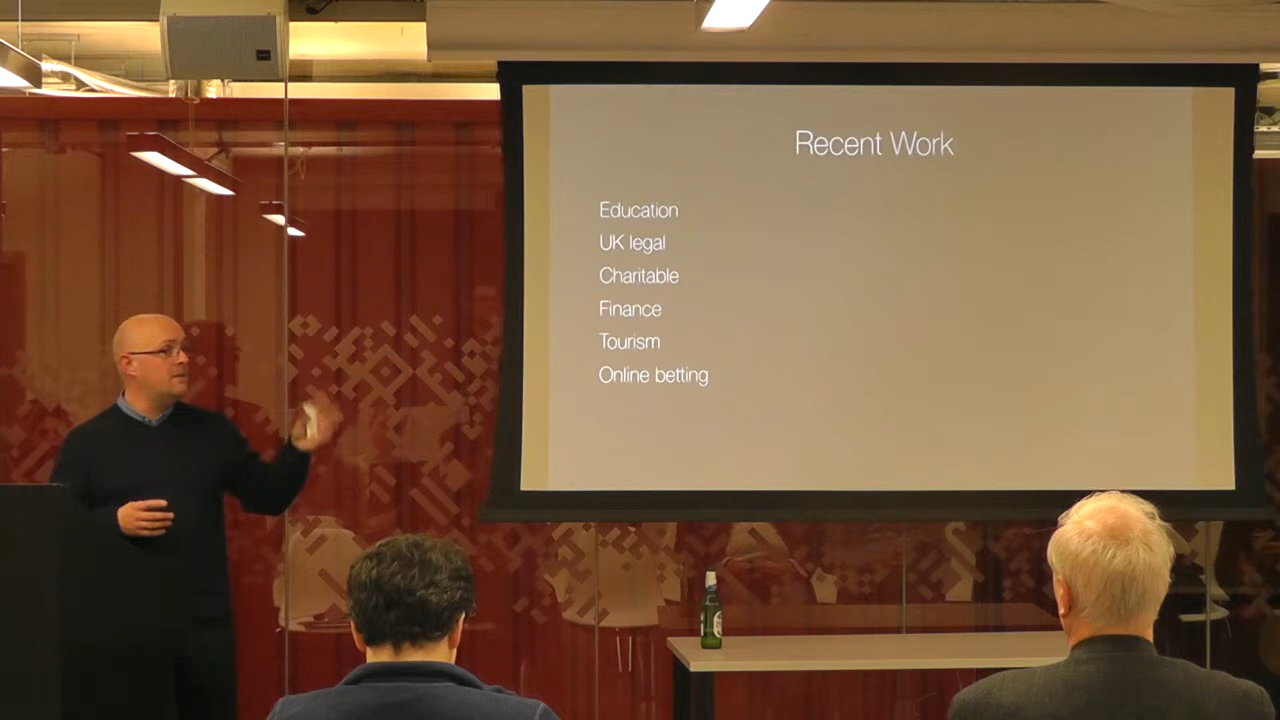 Recent Work
Education
UK legal
Charitable
Finance
Tourism
Online betting